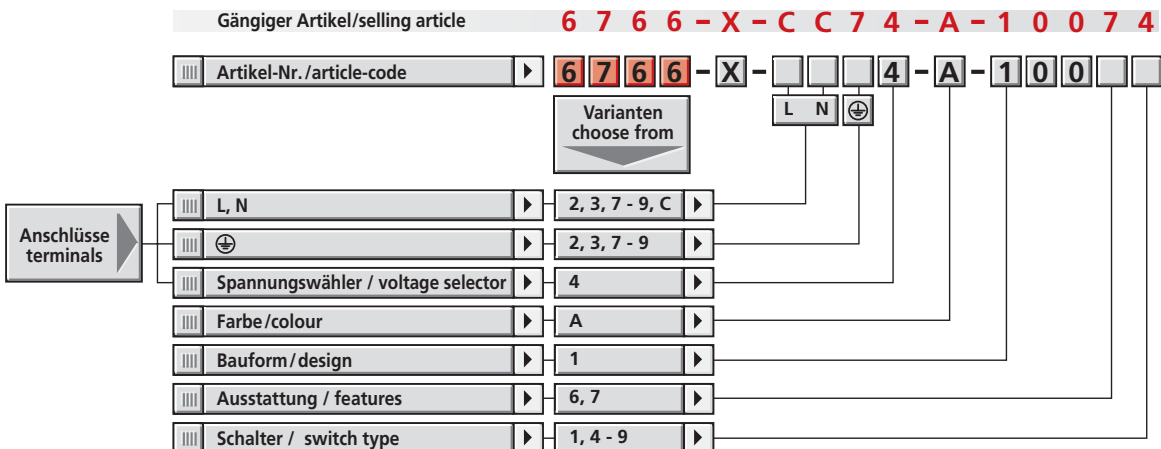 Gängiger Artikel/selling article 6 7 6 6 - X - C C 7 4 - A - 1 0 0 7 4
Artikel-Nr./article-code 6 7 6 6 - X - 4 - A - 1 0 0
Varianten
choose from
L N
L, N 2, 3, 7 - 9, C
Anschlüsse
terminals
2, 3, 7 - 9
Spannungswähler / voltage selector 4
Farbe/colour A
Bauform/design 1
Ausstattung / features 6, 7
Schalter / switch type 1, 4 - 9